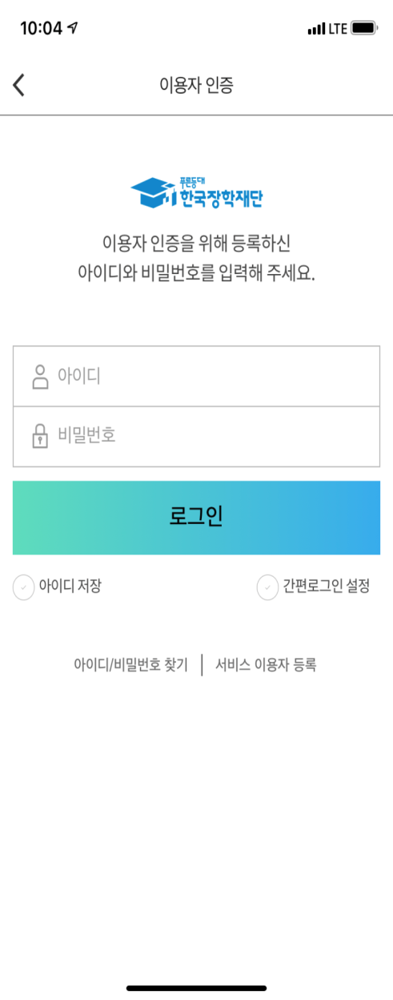 10:04
LTE
이용자 인증
푸른등대
한국장학재단
이용자 인증을 위해 등록하신
아이디와 비밀번호를 입력해 주세요.
아이디
비밀번호
로그인
아이디 저장
간편로그인 설정
아이디/비밀번호 찾기 | 서비스 이용자 등록